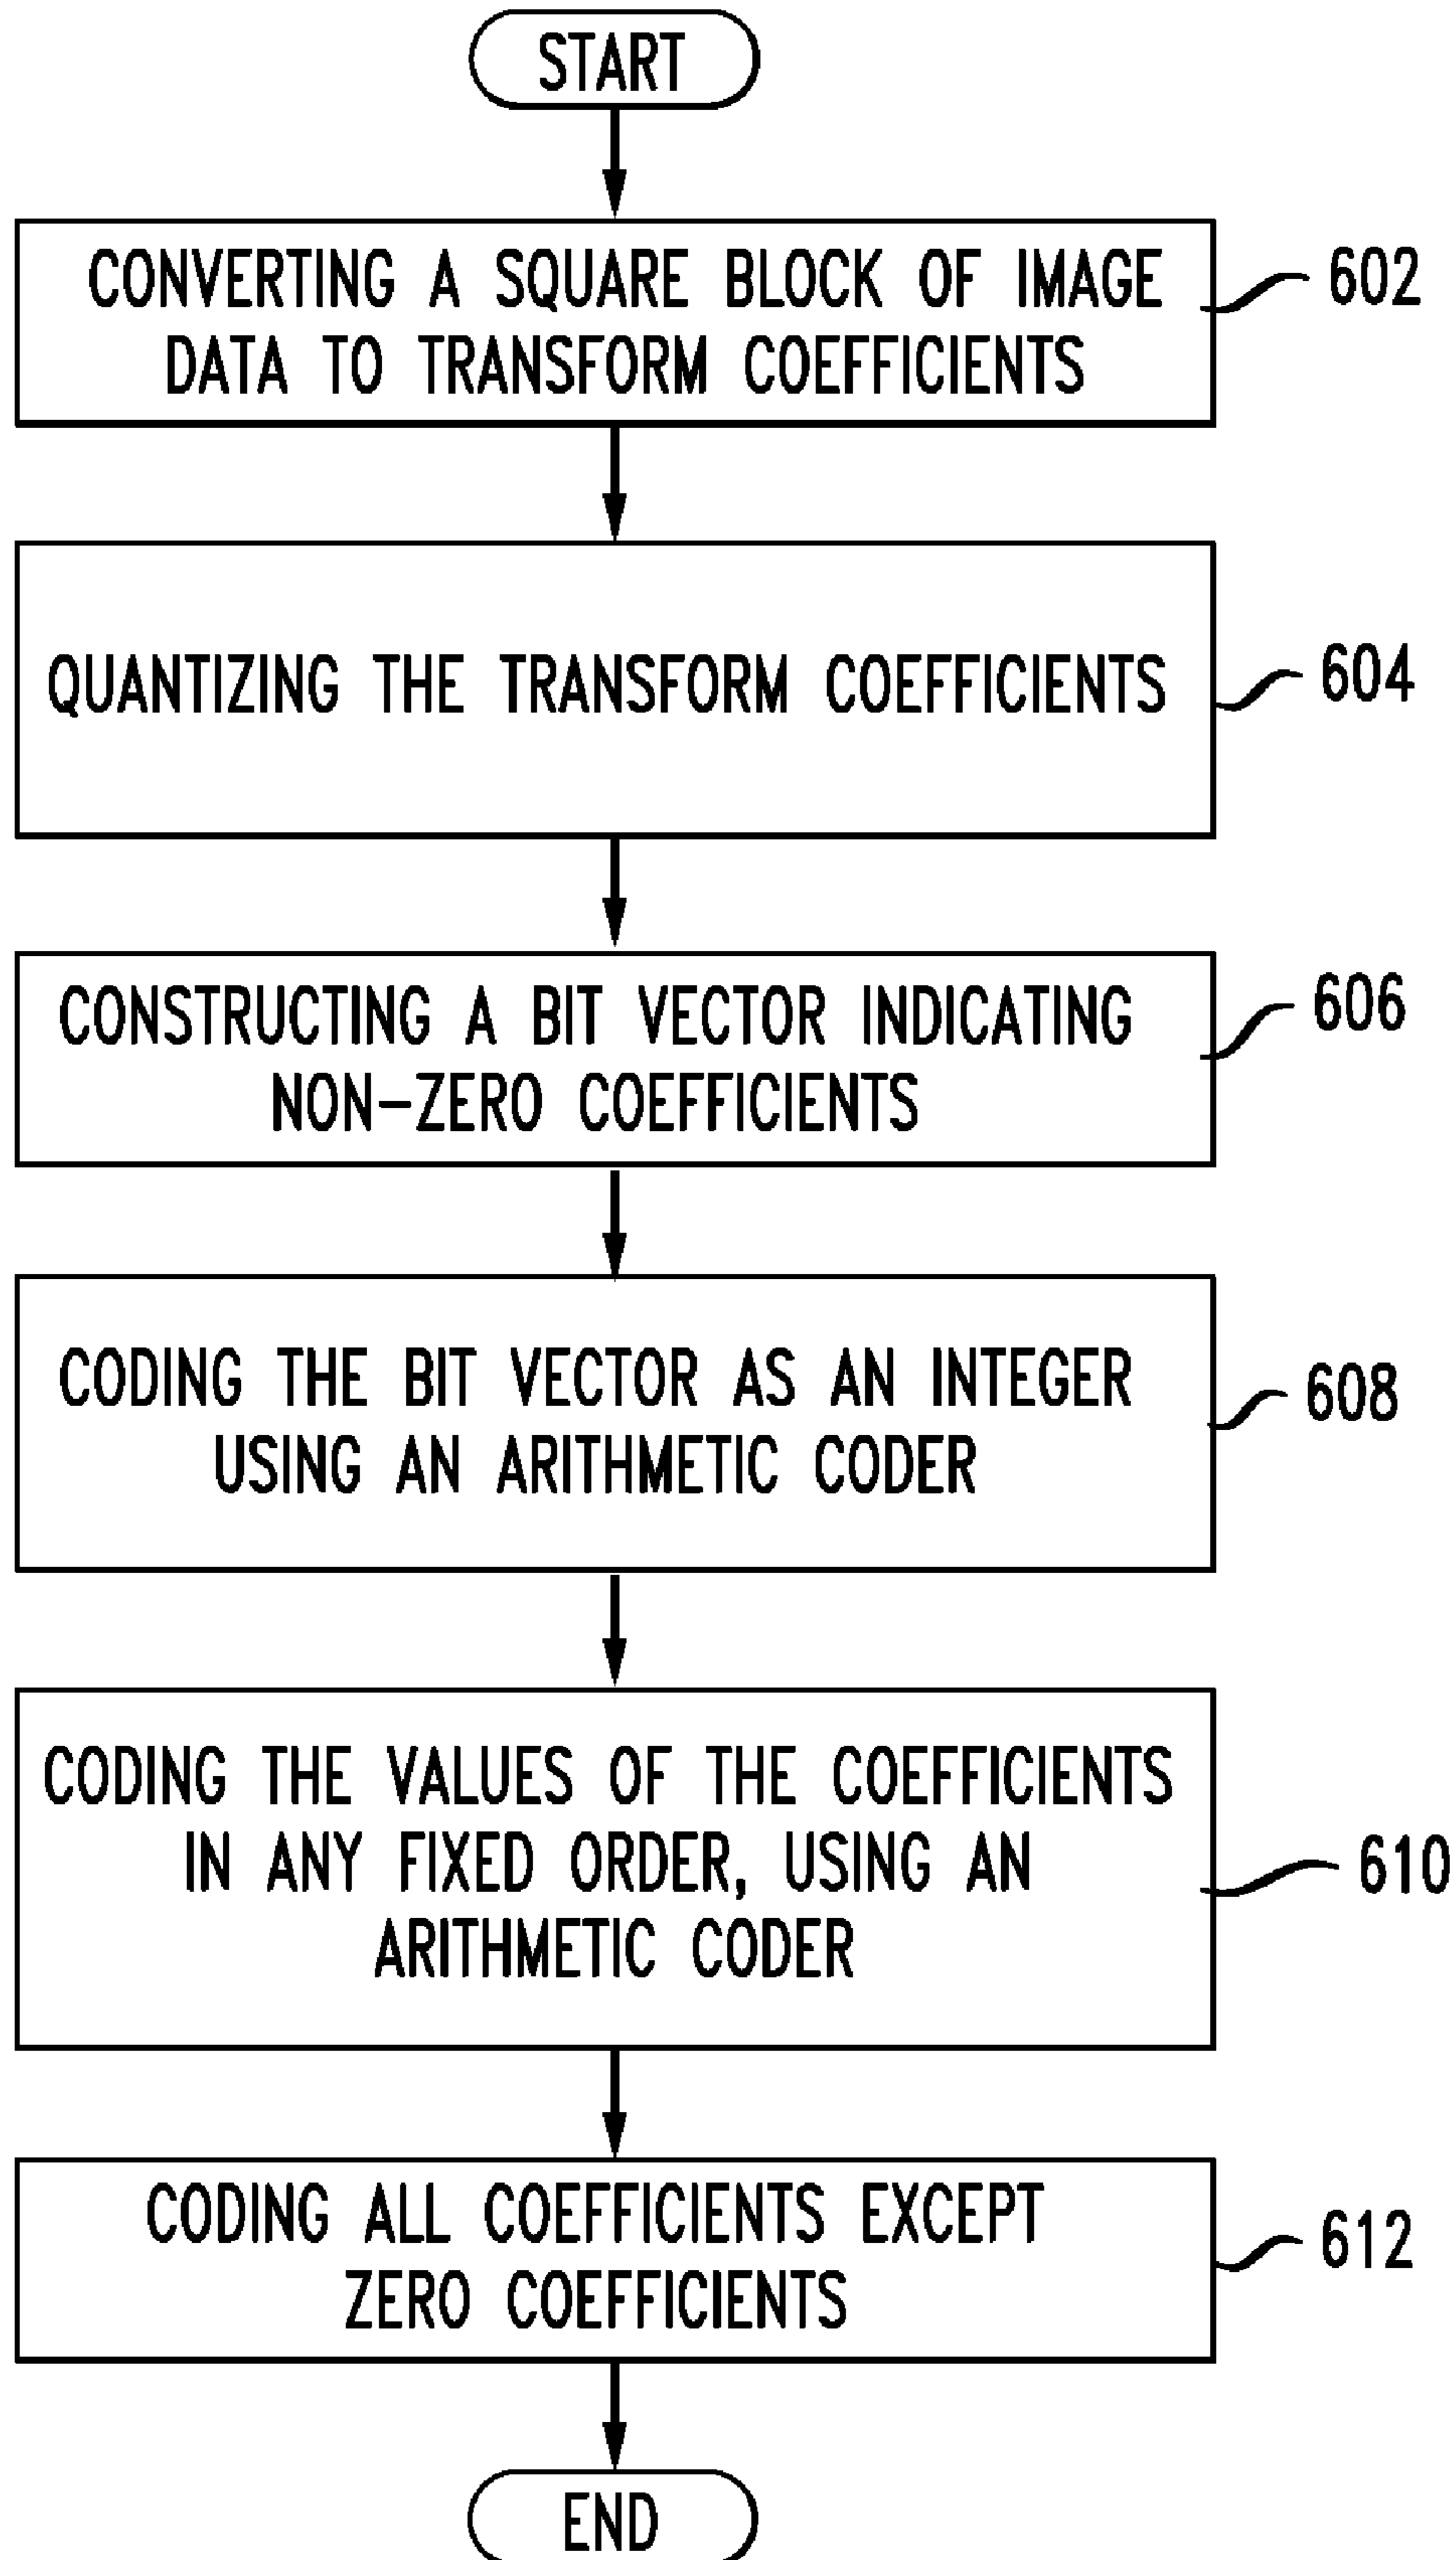 START
CONVERTING A SQUARE BLOCK OF IMAGE
DATA TO TRANSFORM COEFFICIENTS
602
QUANTIZING THE TRANSFORM COEFFICIENTS
604
CONSTRUCTING A BIT VECTOR INDICATING
NON-ZERO COEFFICIENTS
606
CODING THE BIT VECTOR AS AN INTEGER
USING AN ARITHMETIC CODER
608
CODING THE VALUES OF THE COEFFICIENTS
IN ANY FIXED ORDER, USING AN
ARITHMETIC CODER
610
CODING ALL COEFFICIENTS EXCEPT
ZERO COEFFICIENTS
612
END